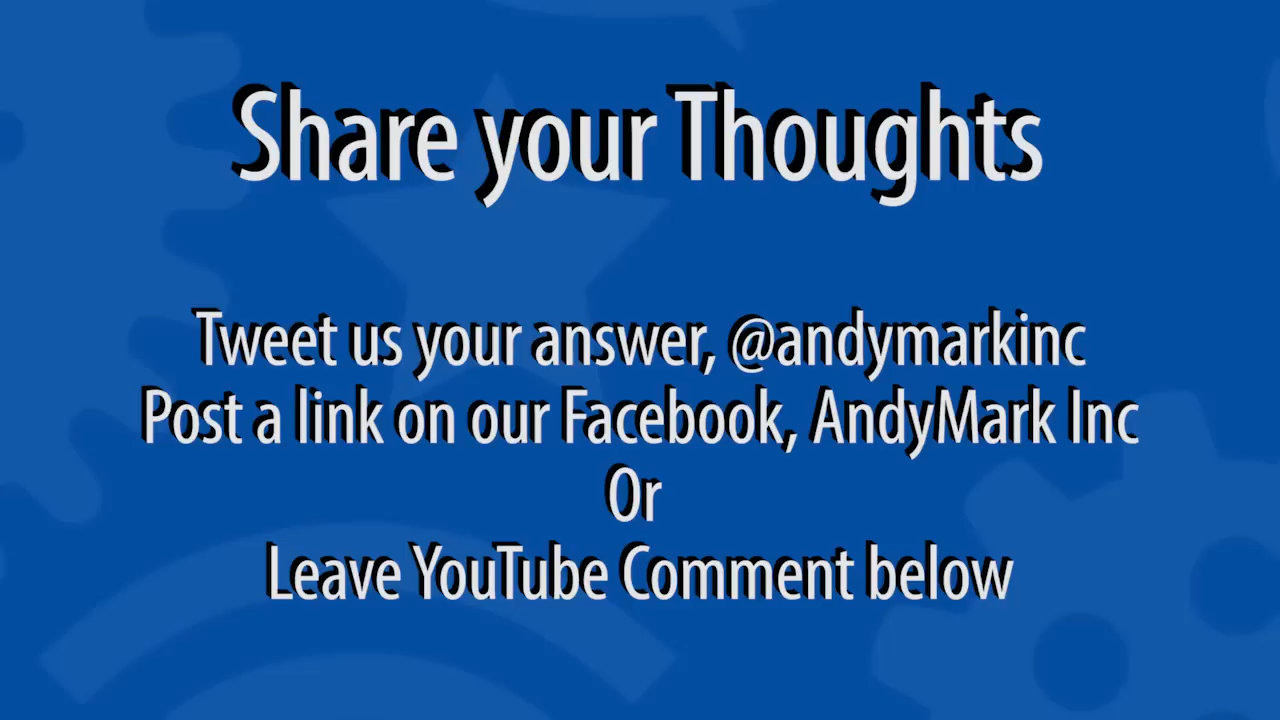 Share your Thoughts
Tweet us your answer, @andymarkinc
Post a link on our Facebook, AndyMark Inc
Or
Leave YouTube Comment below